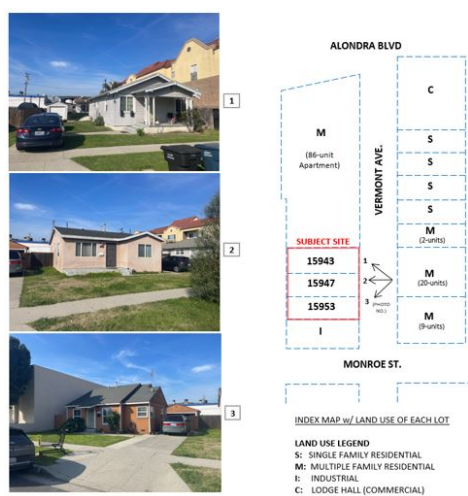 1
2
3
ALONDRA BLVD
C
M
(86-unit
Apartment)
VERMONT AVE.
S
S
S
S
M
(2-units)
SUBJECT SITE
15943
15947
15953
1
2
3
(PHOTO
NO.)
M
(20-units)
M
(9-units)
I
MONROE ST.
INDEX MAP w/ LAND USE OF EACH LOT
LAND USE LEGEND
S: SINGLE FAMILY RESIDENTIAL
M: MULTIPLE FAMILY RESIDENTIAL
I: INDUSTRIAL
C: LODGE HALL (COMMERCIAL)